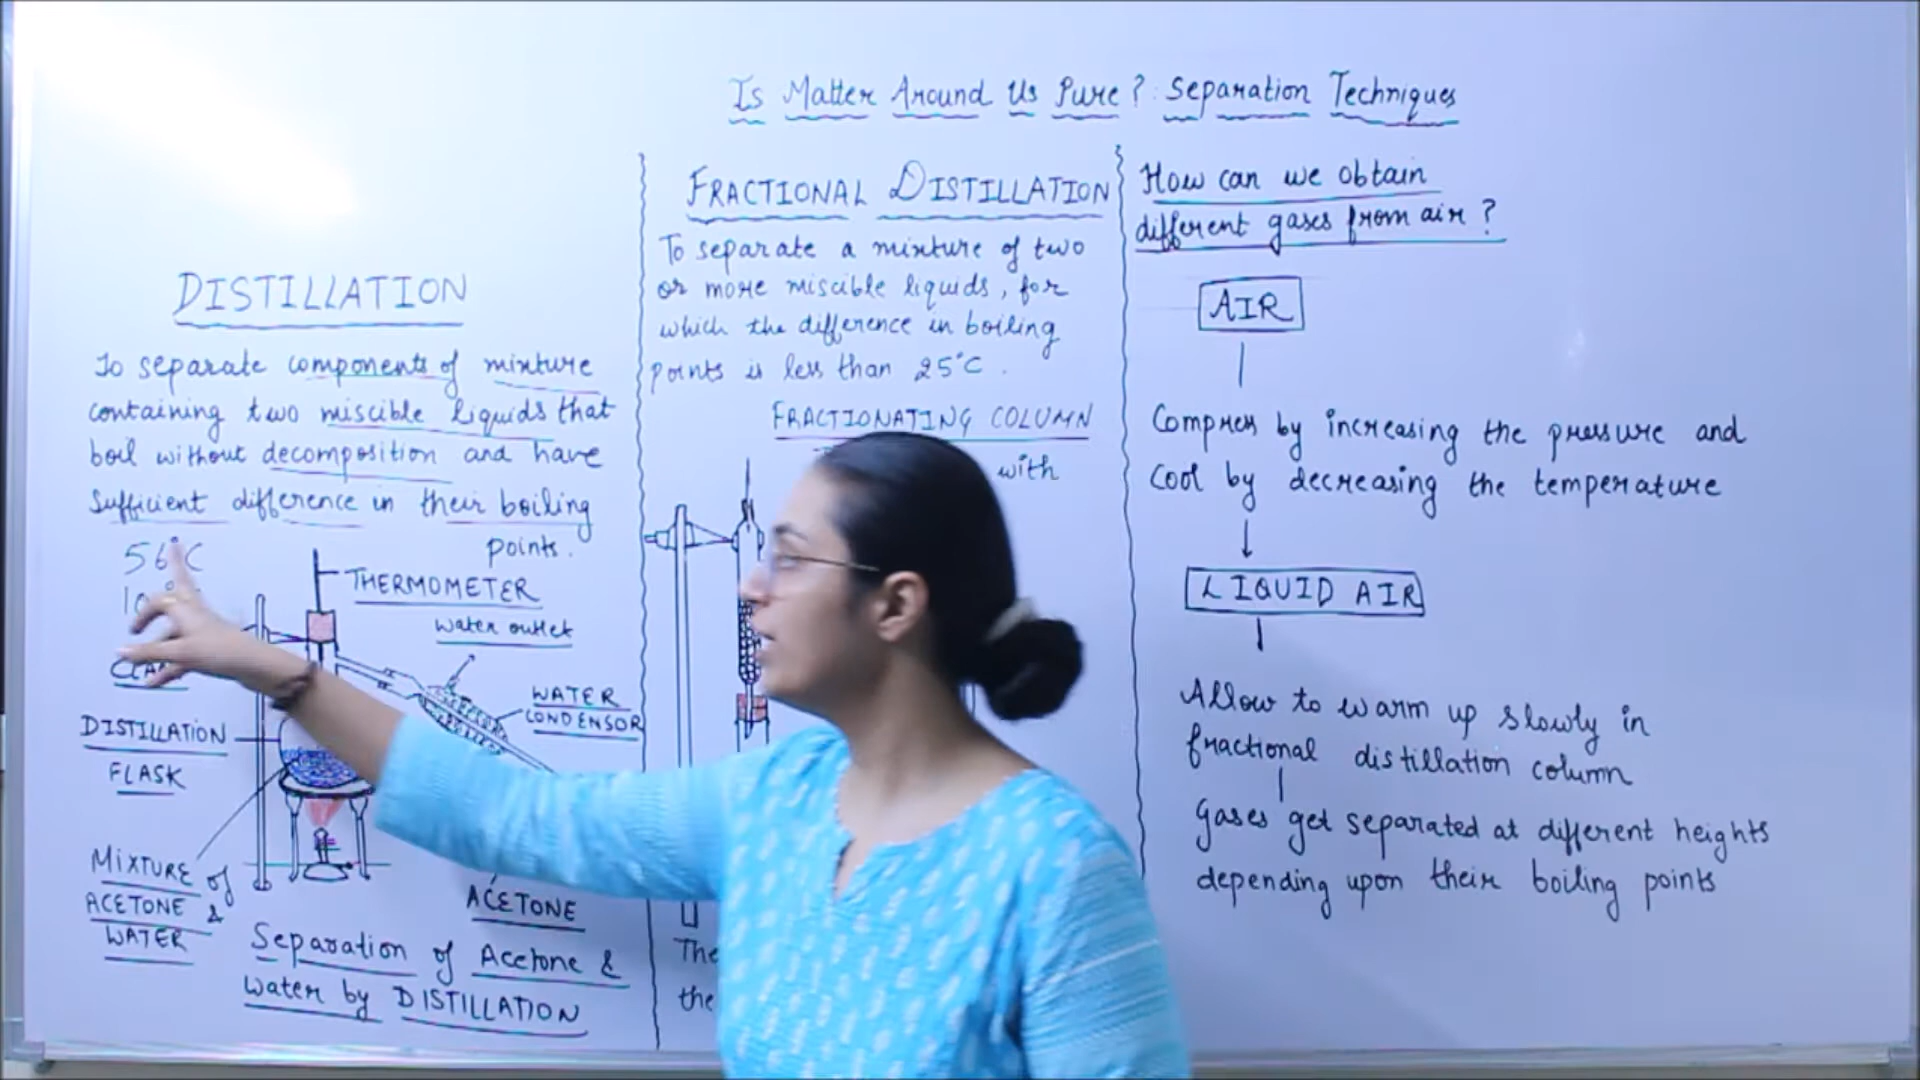 Is Matter Around Us Pure? : Separation Techniques
DISTILLATION
To separate components of mixture
containing two miscible liquids that
boil without decomposition and have
Sufficient difference in their boiling
points.
56°C
THERMOMETER
Water outlet
WATER
CONDENSOR
DISTILLATION
FLASK
MIXTURE of
ACETONE &
WATER
ACETONE
Separation of Acetone &
Water by DISTILLATION
FRACTIONAL DISTILLATION
To separate a mixture of two
or more miscible liquids, for
which the difference in boiling
points is less than 25°C.
FRACTIONATING COLUMN
with
The
the
How can we obtain
different gases from air?
AIR
Compress by increasing the pressure and
Cool by decreasing the temperature
LIQUID AIR
Allow to warm up slowly in
fractional distillation column
Gases get separated at different heights
depending upon their boiling points